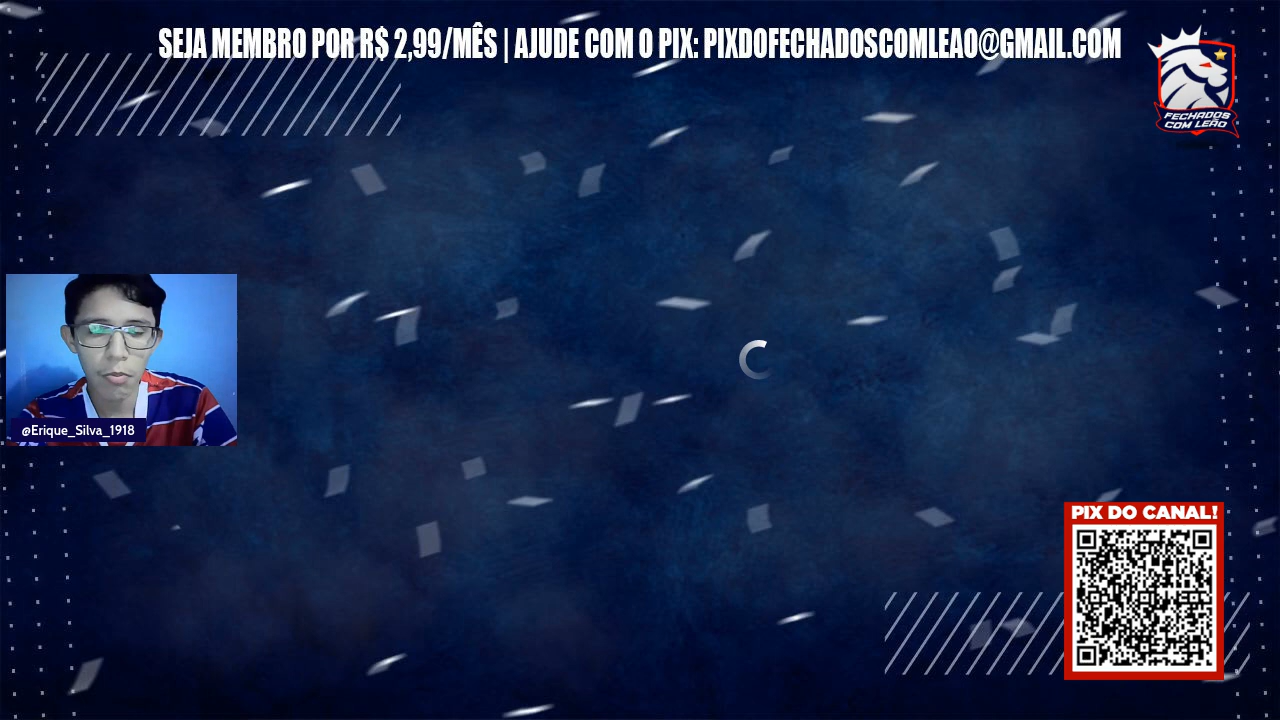 SEJA MEMBRO POR R$ 2,99/MÊS | AJUDE COM O PIX: PIXDOFECHADOSCOMLEAO@GMAIL.COM
FECHADOS
COM LEÃO
@Erique_Silva_1918
PIX DO CANAL!